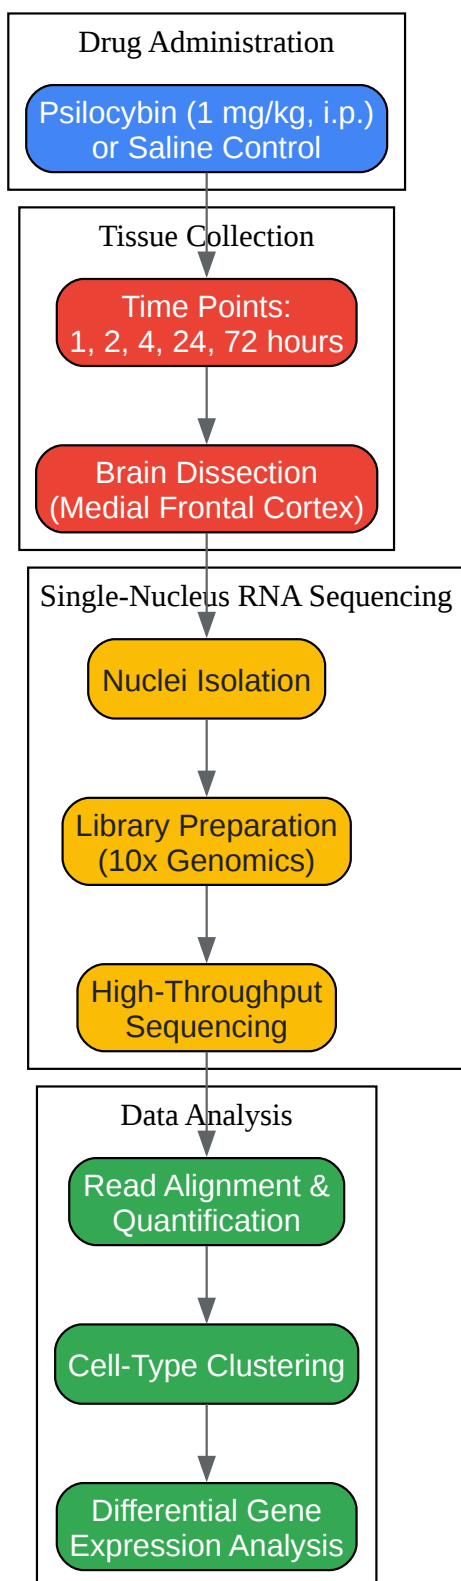 Drug Administration
Psilocybin (1 mg/kg, i.p.)
or Saline Control
Tissue Collection
Time Points:
1, 2, 4, 24, 72 hours
Brain Dissection
(Medial Frontal Cortex)
Single-Nucleus RNA Sequencing
Nuclei Isolation
Library Preparation
(10x Genomics)
High-Throughput
Sequencing
Data Analysis
Read Alignment &
Quantification
Cell-Type Clustering
Differential Gene
Expression Analysis